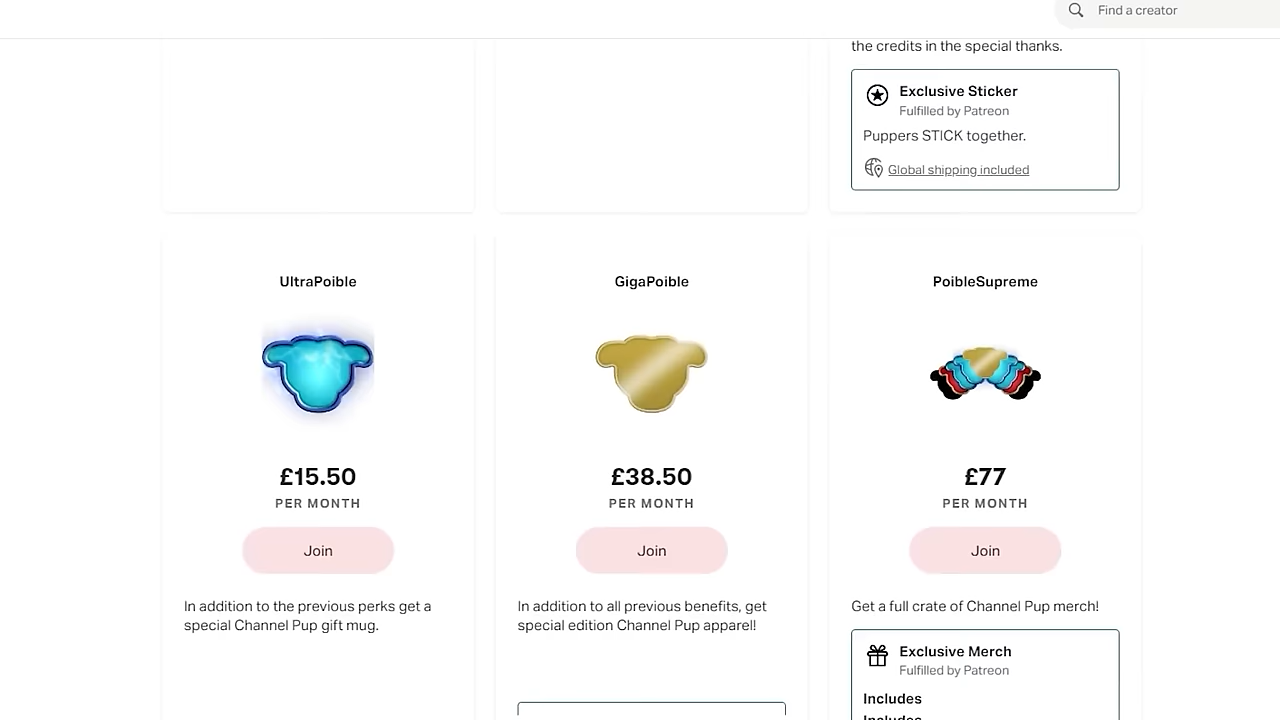 Find a creator
the credits in the special thanks.
Exclusive Sticker
Fulfilled by Patreon
Puppers STICK together.
Global shipping included
UltraPoible
£15.50
PER MONTH
Join
In addition to the previous perks get a
special Channel Pup gift mug.
GigaPoible
£38.50
PER MONTH
Join
In addition to all previous benefits, get
special edition Channel Pup apparel!
PoibleSupreme
£77
PER MONTH
Join
Get a full crate of Channel Pup merch!
Exclusive Merch
Fulfilled by Patreon
Includes
Includes